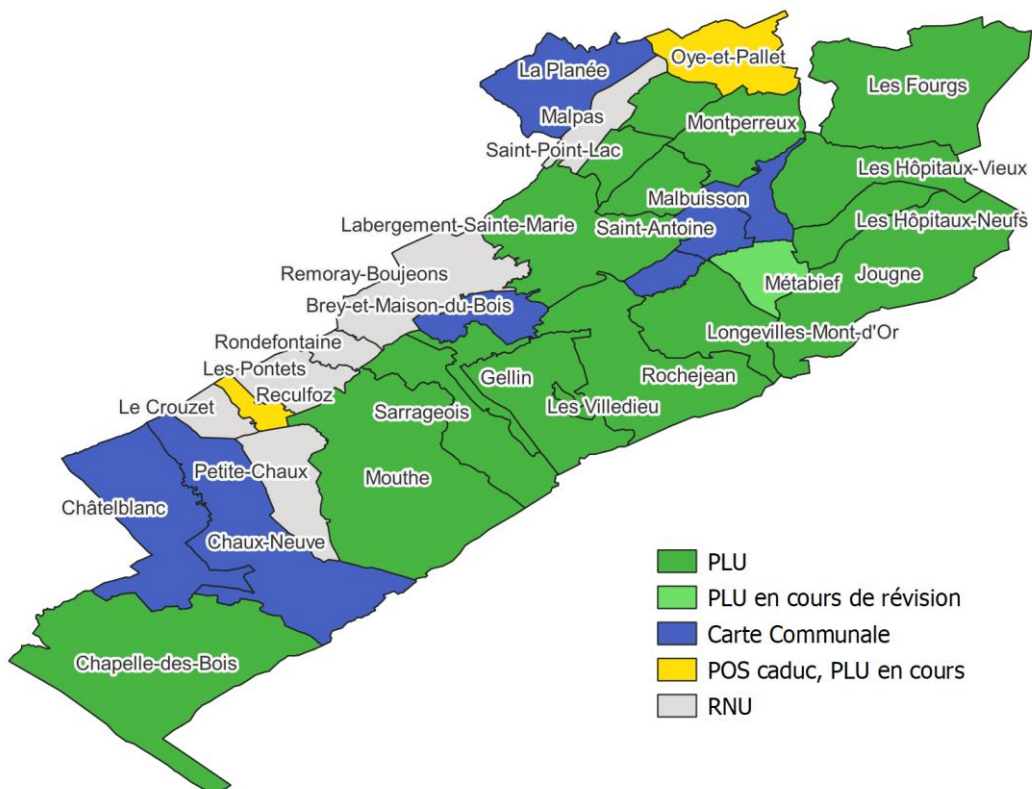 Oye-et-Pallet
La Planée
Les Fourgs
Malpas
Montperreux
Saint-Point-Lac
Les Hôpitaux-Vieux
Malbuisson
Labergement-Sainte-Marie
Saint-Antoine
Les Hôpitaux-Neufs
Remoray-Boujeons
Métabief
Jougne
Brey-et-Maison-du-Bois
Longevilles-Mont-d'Or
Rondefontaine
Les-Pontets
Gellin
Rochejean
Reculfoz
Le Crouzet
Sarrageois
Les Villedieu
Petite-Chaux
Mouthe
Châtelblanc
Chaux-Neuve
Chapelle-des-Bois
PLU
PLU en cours de révision
Carte Communale
POS caduc, PLU en cours
RNU